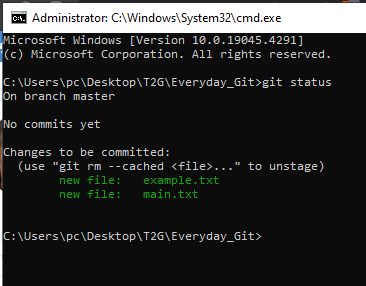 Administrator: C:\Windows\System32\cmd.exe
Microsoft Windows [Version 10.0.19045.4291]
(c) Microsoft Corporation. All rights reserved.
C:\Users\pc\Desktop\T2G\Everyday_Git>git status
On branch master
No commits yet
Changes to be committed:
  (use "git rm --cached <file>..." to unstage)
        new file:   example.txt
        new file:   main.txt
C:\Users\pc\Desktop\T2G\Everyday_Git>